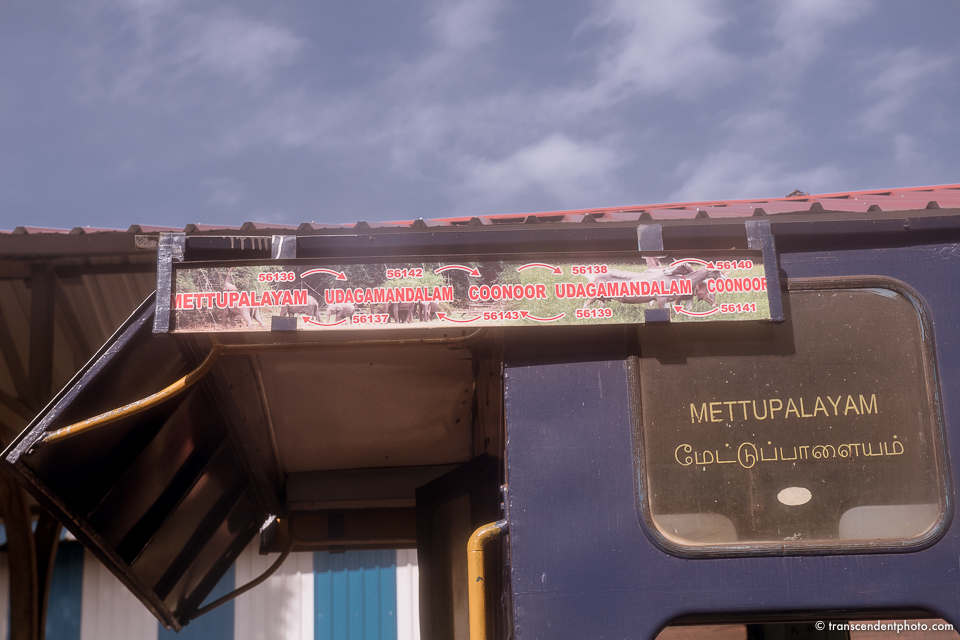 56136 56142 56138 56140
METTUPALAYAM UDAGAMANDALAM COONOOR UDAGAMANDALAM COONOOR
56137 56143 56139 56141
METTUPALAYAM
மேட்டுப்பாளையம்
© transcendentphoto.com